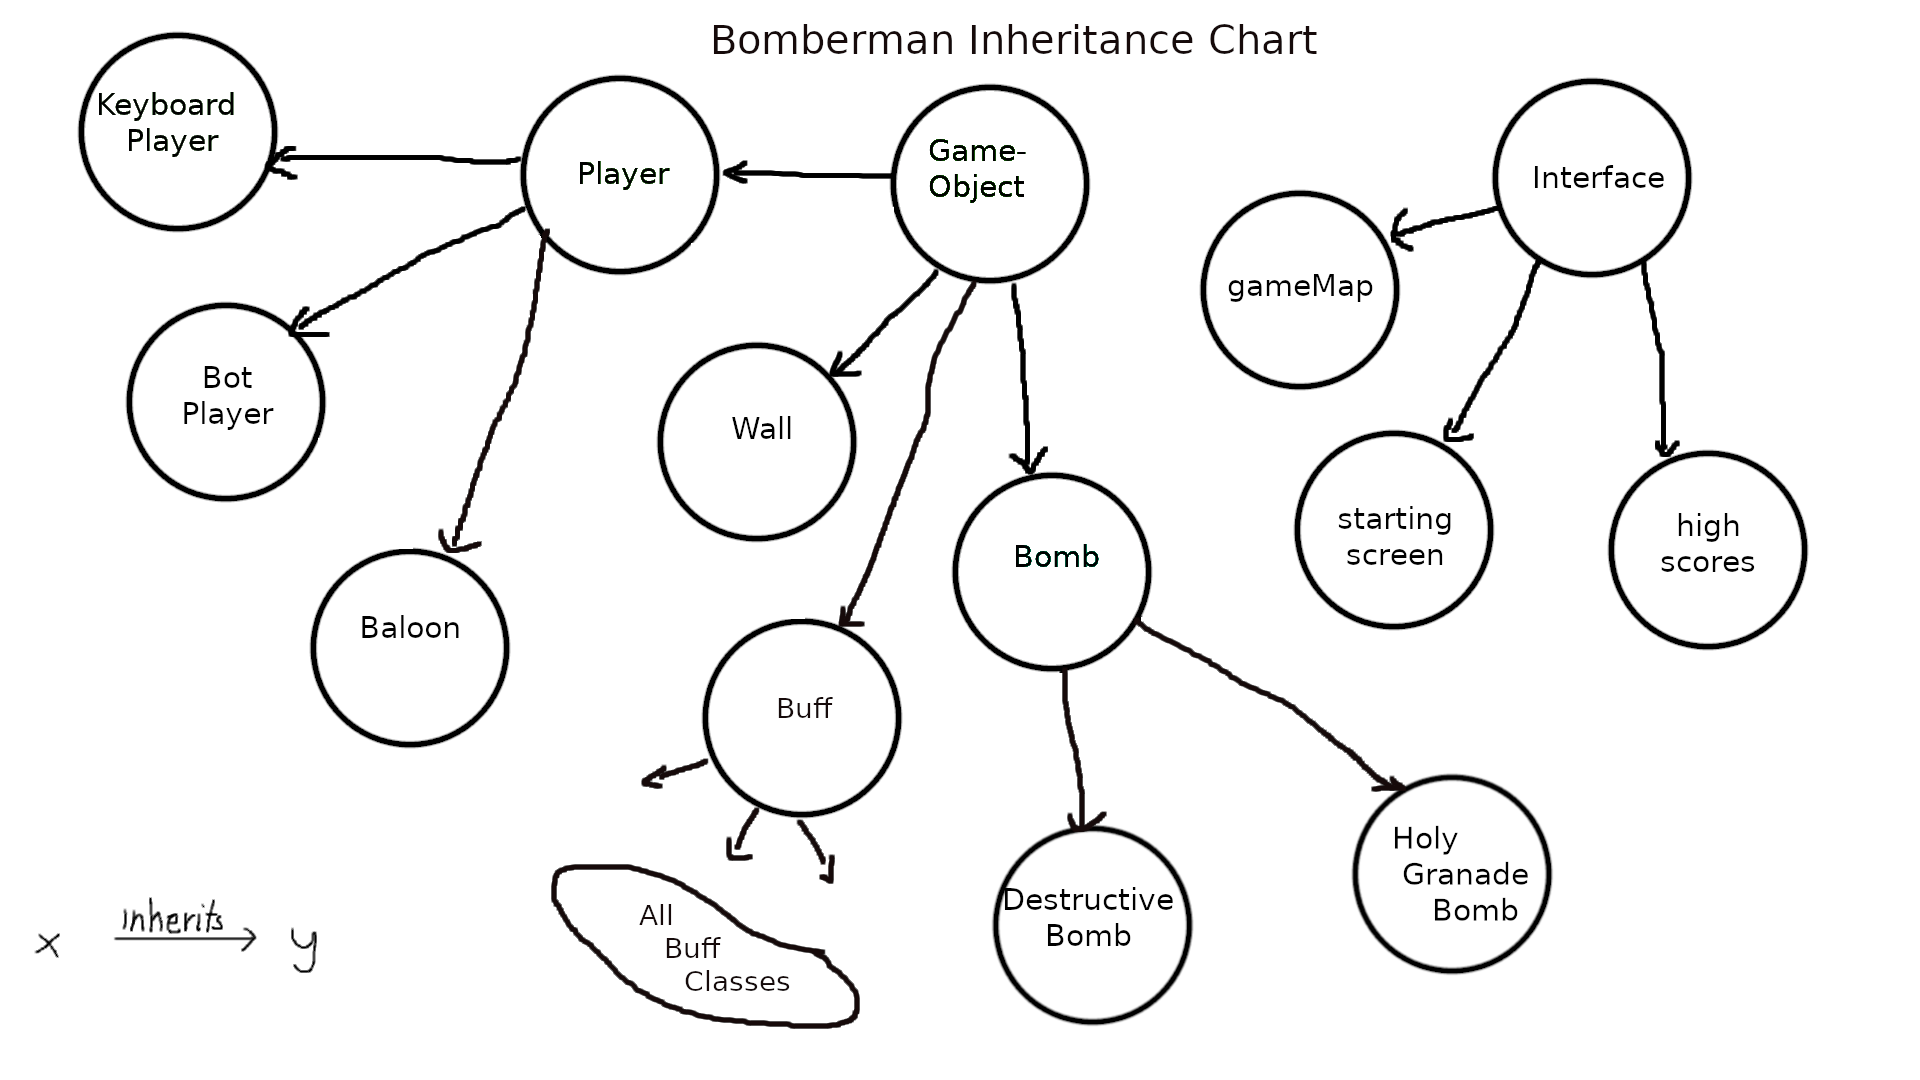 Bomberman Inheritance Chart
Keyboard
Player
Player
Game-
Object
Interface
gameMap
Bot
Player
Wall
starting
screen
high
scores
Bomb
Baloon
Buff
Holy
Granade
Bomb
Destructive
Bomb
All
Buff
Classes
x inherits y